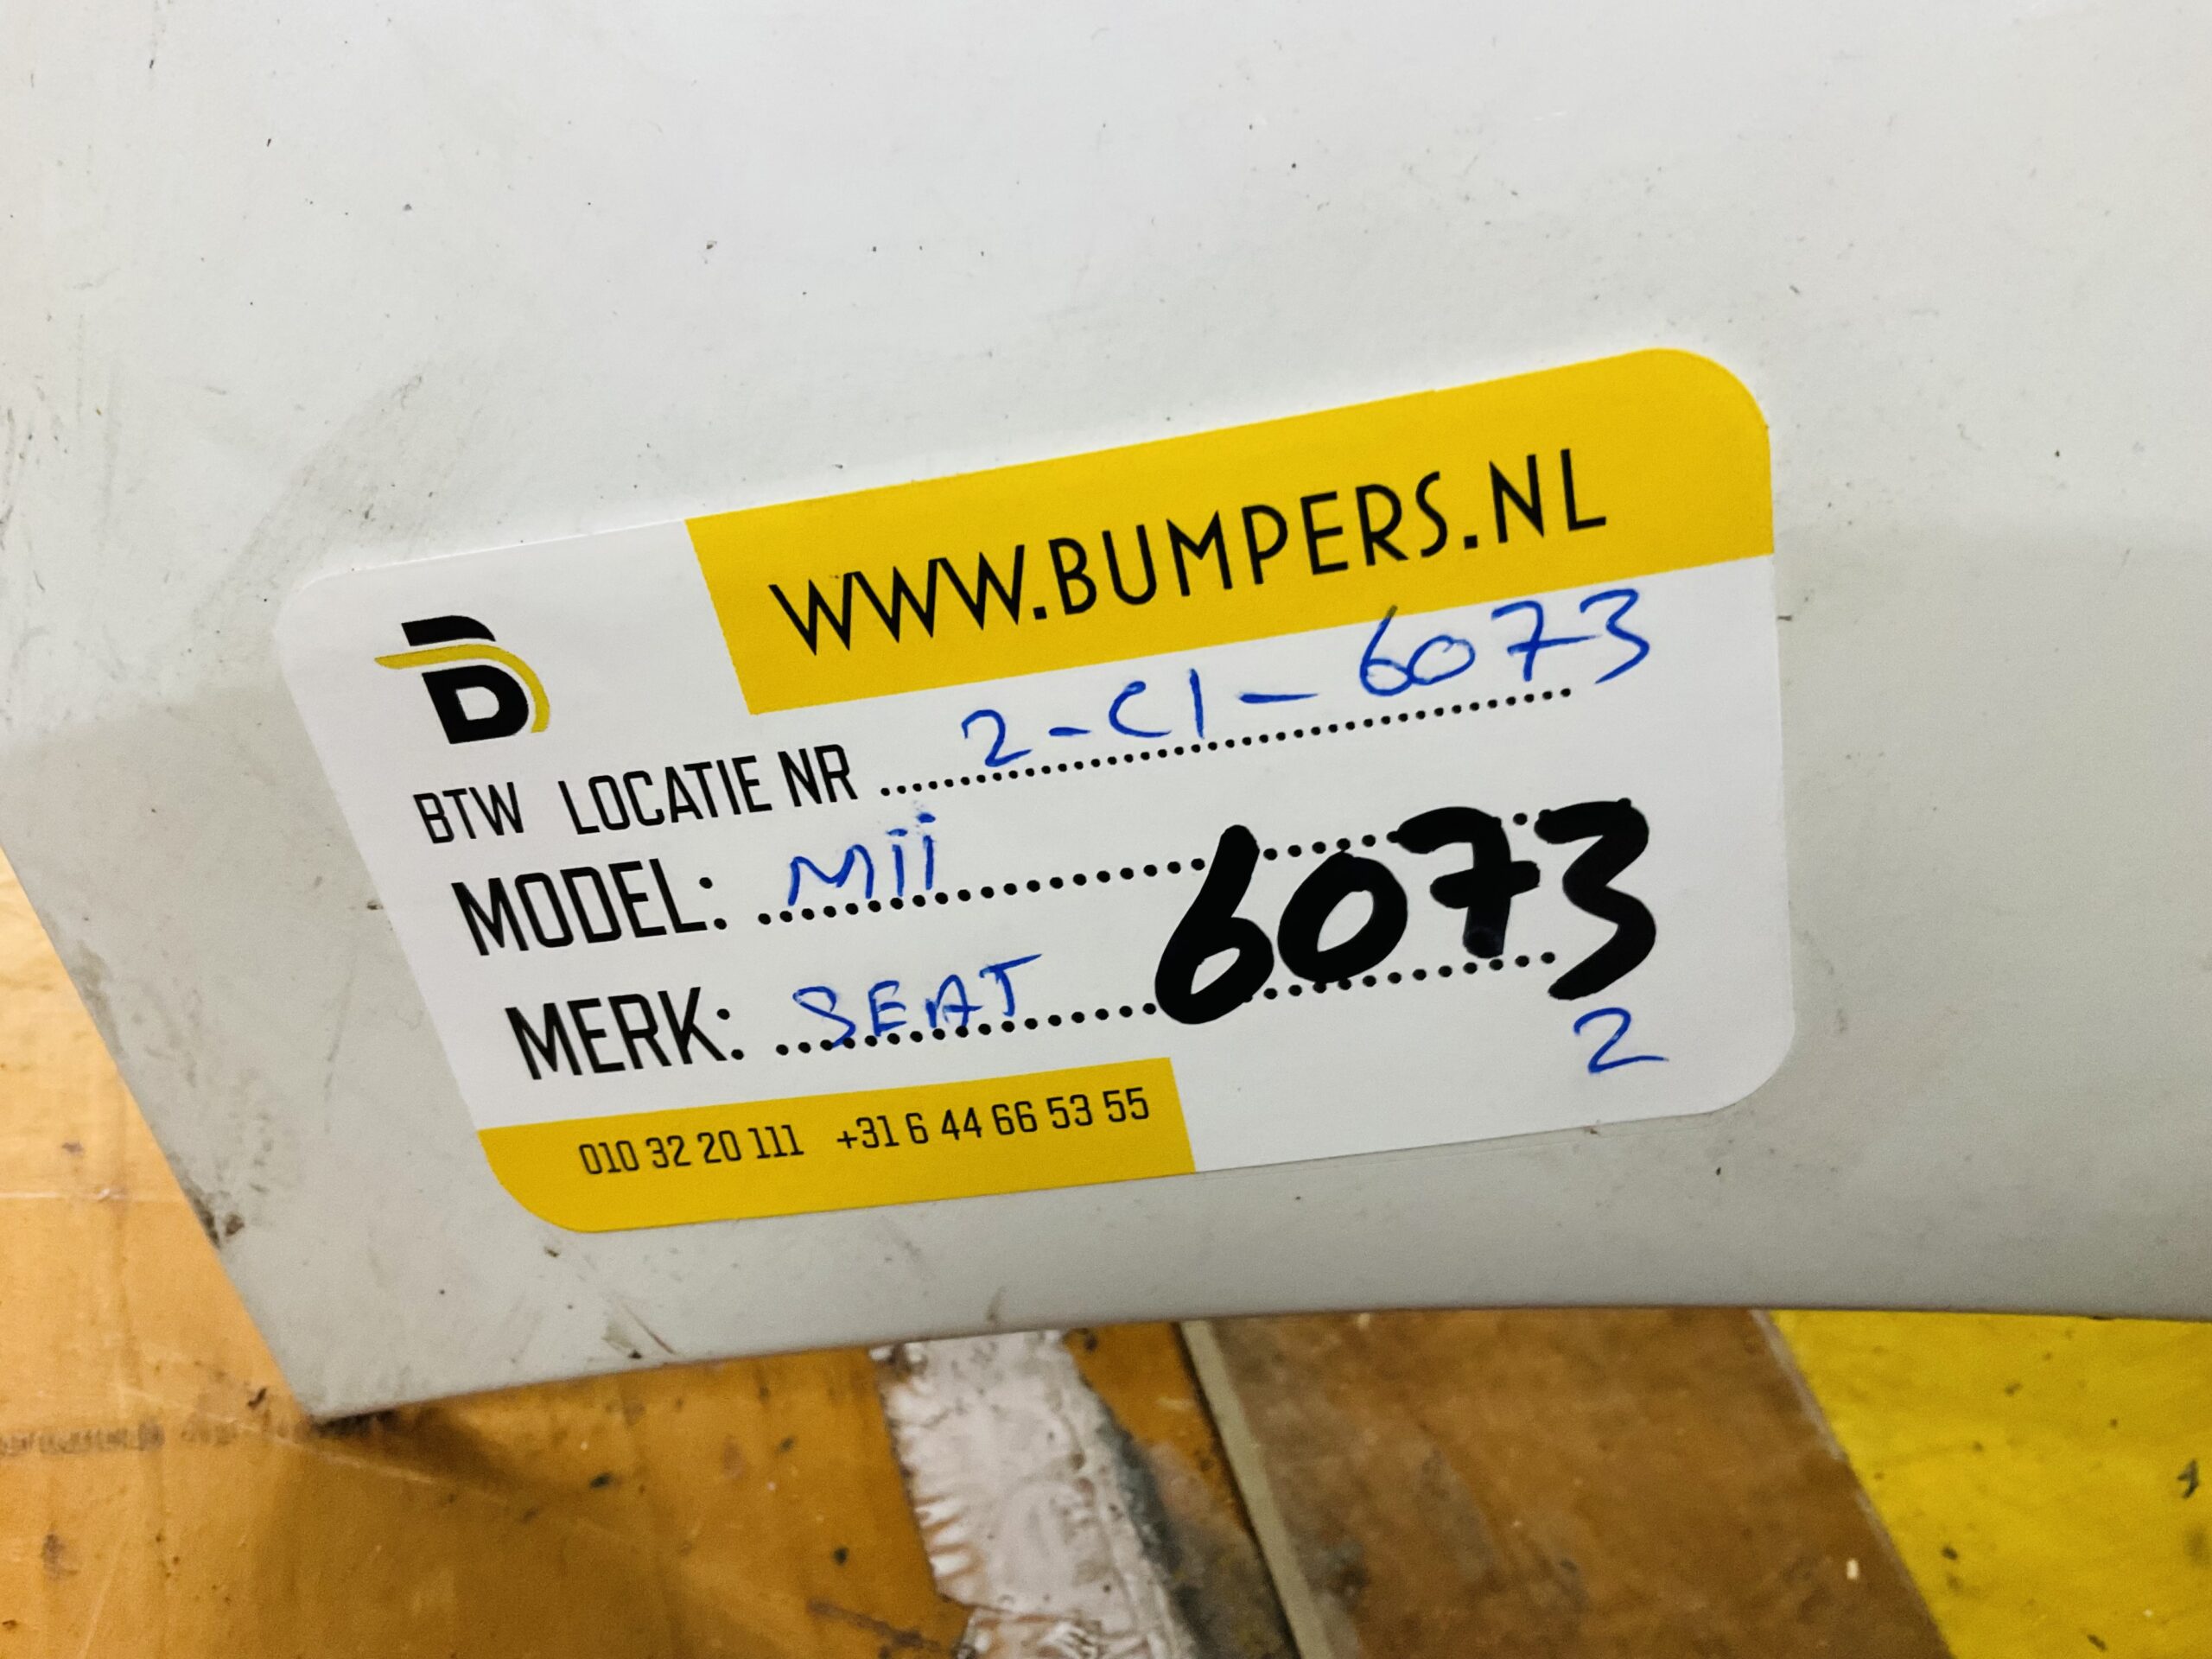 WWW.BUMPERS.NL
BTW LOCATIE NR 2-C1-6073
MODEL: Mii
6073
MERK: SEAT
2
010 32 20 111 +31 6 44 66 53 55